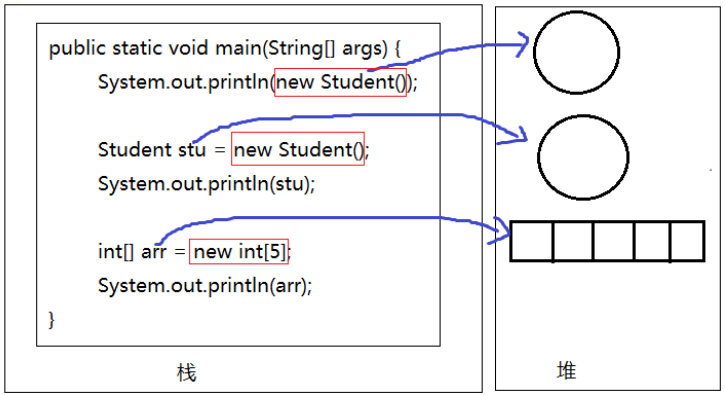 public static void main(String[] args) {
System.out.println(new Student());
Student stu = new Student();
System.out.println(stu);
int[] arr = new int[5];
System.out.println(arr);
}
栈
堆